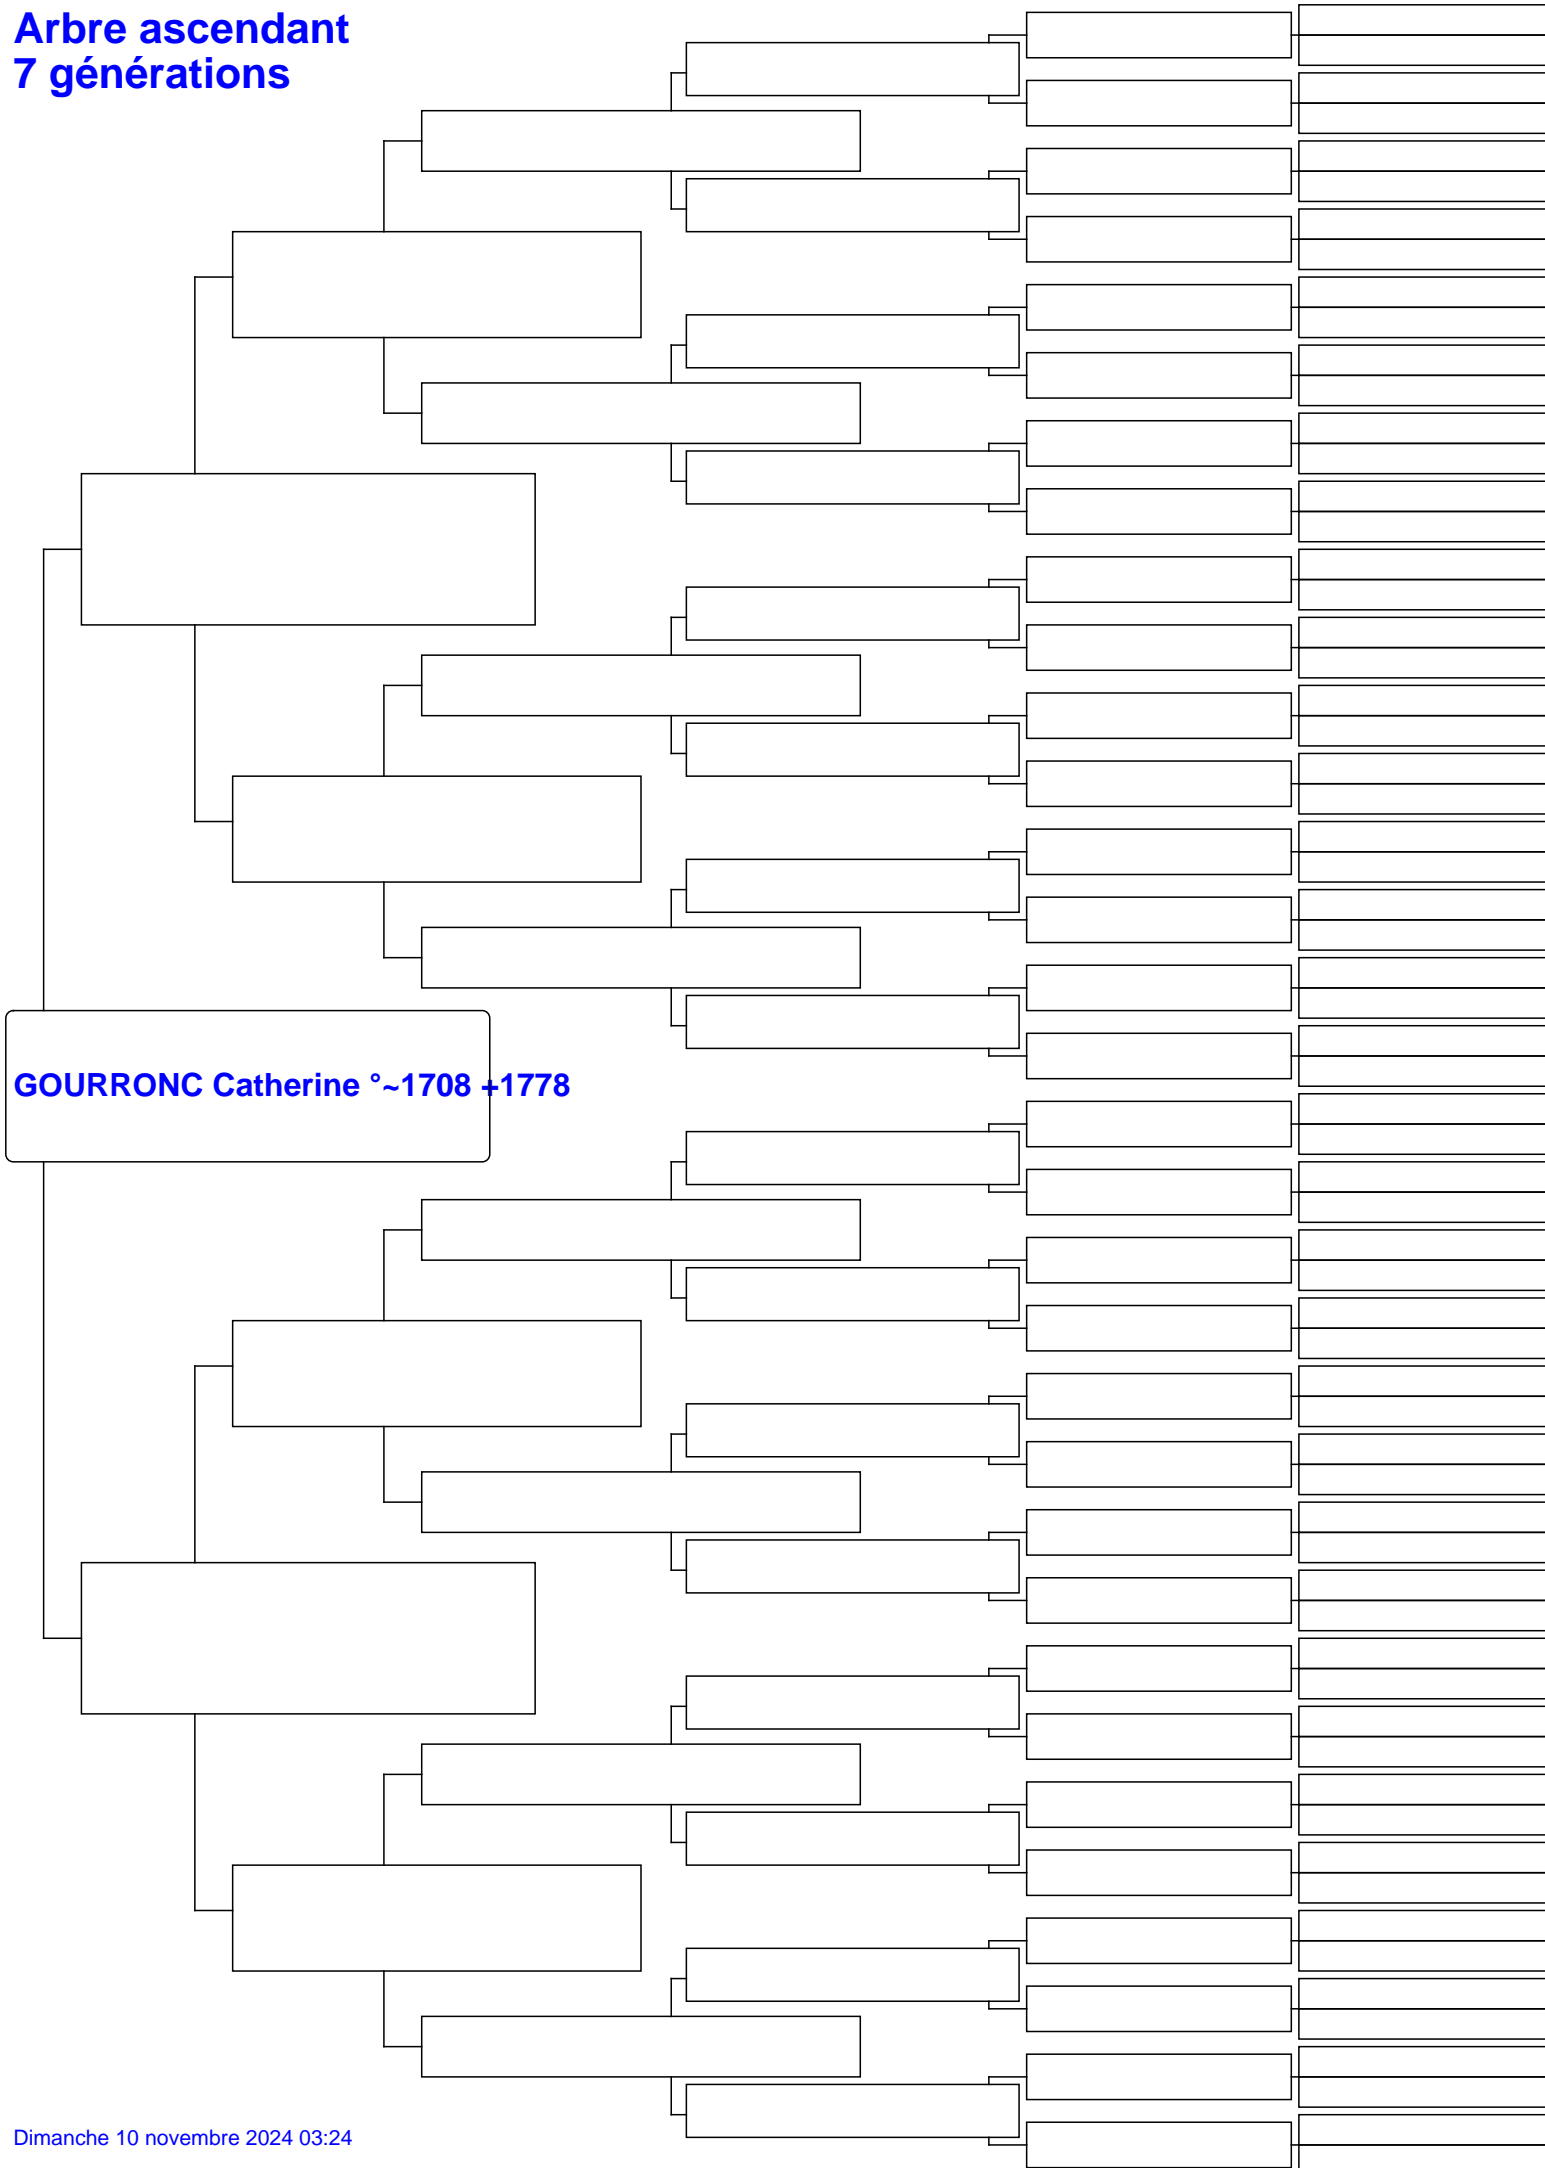 Arbre ascendant
7 générations
GOURRONC Catherine °~1708 +1778
Dimanche 10 novembre 2024 03:24